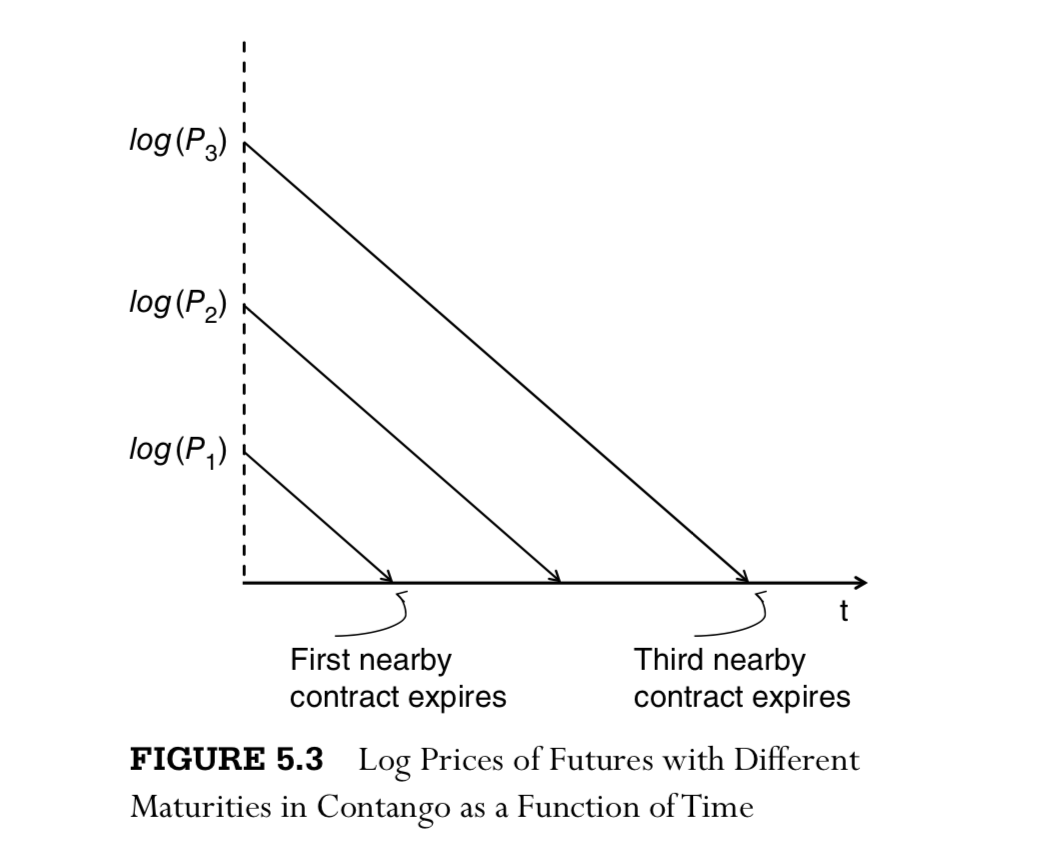 log(P₃)
log(P₂)
log(P₁)
t
First nearby
contract expires
Third nearby
contract expires
FIGURE 5.3 Log Prices of Futures with Different
Maturities in Contango as a Function of Time